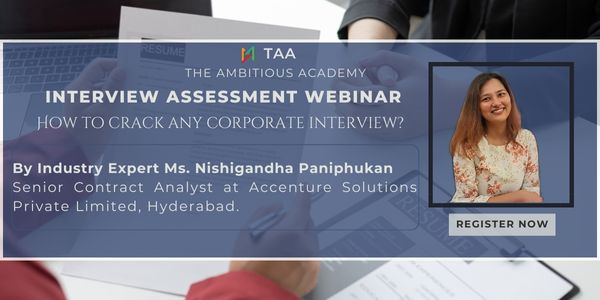 RESUME
TAA
THE AMBITIOUS ACADEMY
INTERVIEW ASSESSMENT WEBINAR
HOW TO CRACK ANY CORPORATE INTERVIEW?
By Industry Expert Ms. Nishigandha Paniphukan
Senior Contract Analyst at Accenture Solutions
Private Limited, Hyderabad.
REGISTER NOW
RESUME